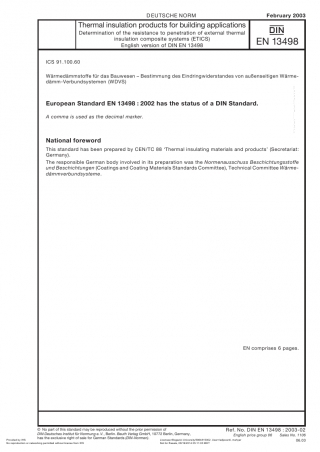 DEUTSCHE NORM
February 2003
Thermal insulation products for building applications
Determination of the resistance to penetration of external thermal
insulation composite systems (ETICS)
English version of DIN EN 13498
DIN
EN 13498
ICS 91.100.60
Wärmedämmstoffe für das Bauwesen – Bestimmung des Eindringwiderstandes von außenseitigen Wärme-
dämm-Verbundsystemen (WDVS)
European Standard EN 13498 : 2002 has the status of a DIN Standard.
A comma is used as the decimal marker.
National foreword
This standard has been prepared by CEN/TC 88 'Thermal insulating materials and products' (Secretariat:
Germany).
The responsible German body involved in its preparation was the Normenausschuss Beschichtungsstoffe
und Beschichtungen (Coatings and Coating Materials Standards Committee), Technical Committee Wärme-
dämmverbundsysteme.
EN comprises 6 pages.
© No part of this standard may be reproduced without the prior permission of
DIN Deutsches Institut für Normung e. V., Berlin. Beuth Verlag GmbH, 10772 Berlin, Germany,
has the exclusive right of sale for German Standards (DIN-Normen).
Ref. No. DIN EN 13498 : 2003-02
English price group 06 Sales No. 1106